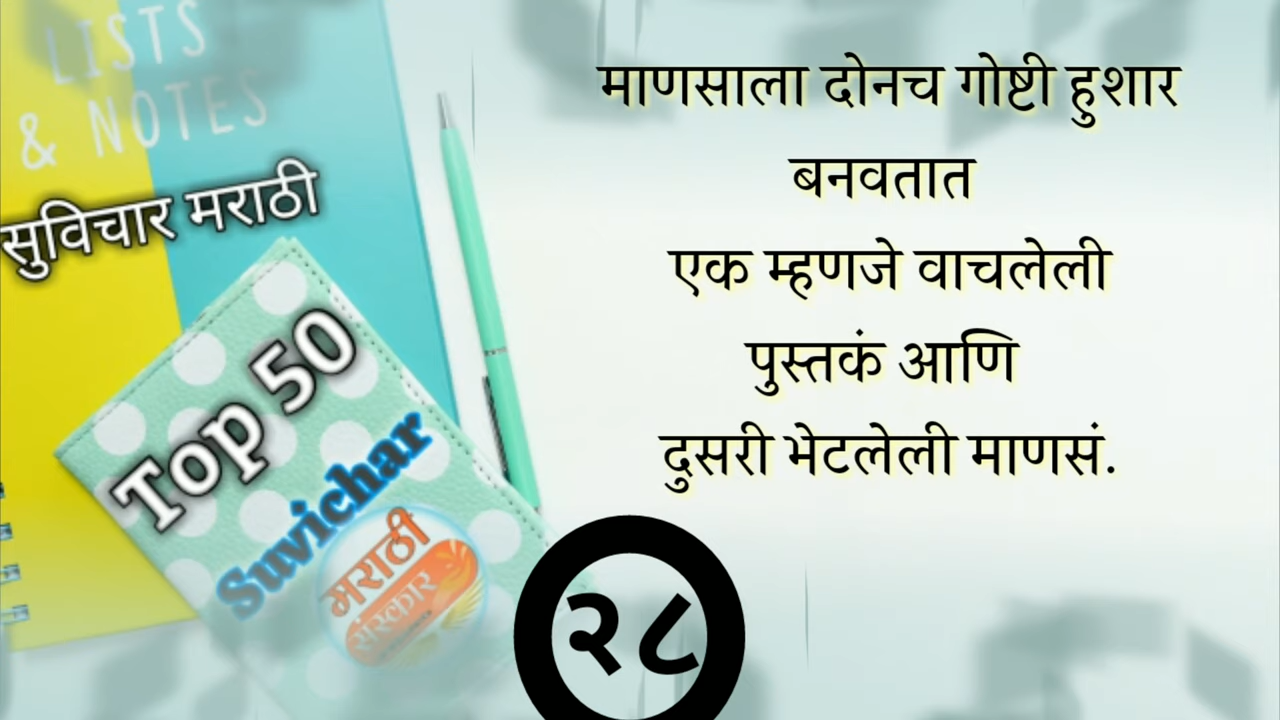 LISTS
& NOTES
सुविचार मराठी
Top 50
Suvichar
मराठी
संस्कार
माणसाला दोनच गोष्टी हुशार
बनवतात
एक म्हणजे वाचलेली
पुस्तकं आणि
दुसरी भेटलेली माणसं.
२८